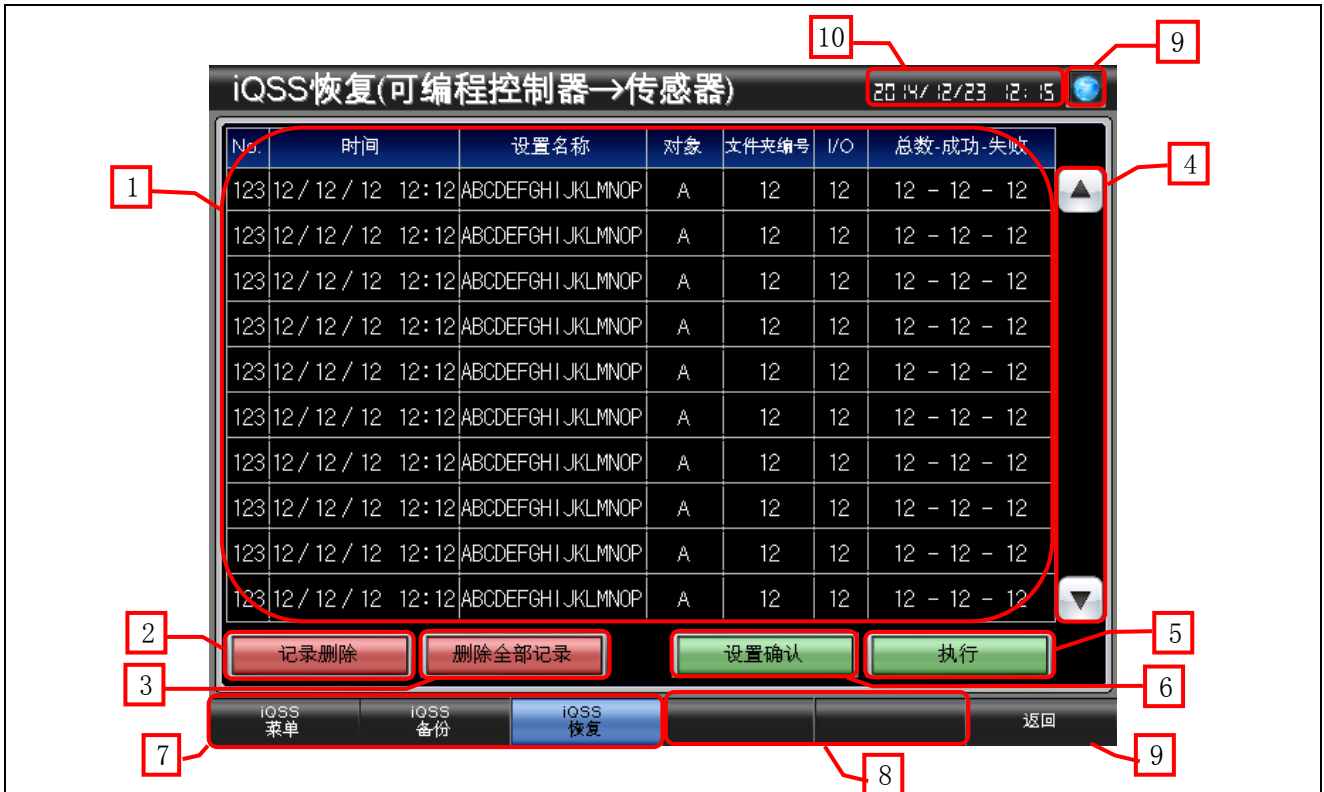 10 9
iQSS恢复(可编程控制器→传感器) 2014/12/23 12:15
No. 时间 设置名称 对象 文件夹编号 I/O 总数-成功-失败
4
1 123 12/12/12 12:12 ABCDEFGHIJKLMNOP A 12 12 12 - 12 - 12 ▲
123 12/12/12 12:12 ABCDEFGHIJKLMNOP A 12 12 12 - 12 - 12
123 12/12/12 12:12 ABCDEFGHIJKLMNOP A 12 12 12 - 12 - 12
123 12/12/12 12:12 ABCDEFGHIJKLMNOP A 12 12 12 - 12 - 12
123 12/12/12 12:12 ABCDEFGHIJKLMNOP A 12 12 12 - 12 - 12
123 12/12/12 12:12 ABCDEFGHIJKLMNOP A 12 12 12 - 12 - 12
123 12/12/12 12:12 ABCDEFGHIJKLMNOP A 12 12 12 - 12 - 12
123 12/12/12 12:12 ABCDEFGHIJKLMNOP A 12 12 12 - 12 - 12
123 12/12/12 12:12 ABCDEFGHIJKLMNOP A 12 12 12 - 12 - 12
123 12/12/12 12:12 ABCDEFGHIJKLMNOP A 12 12 12 - 12 - 12 ▼
2 记录删除 删除全部记录 设置确认 执行 5
3 6
iQSS 菜单 iQSS 备份 iQSS 恢复 返回
7 8 9